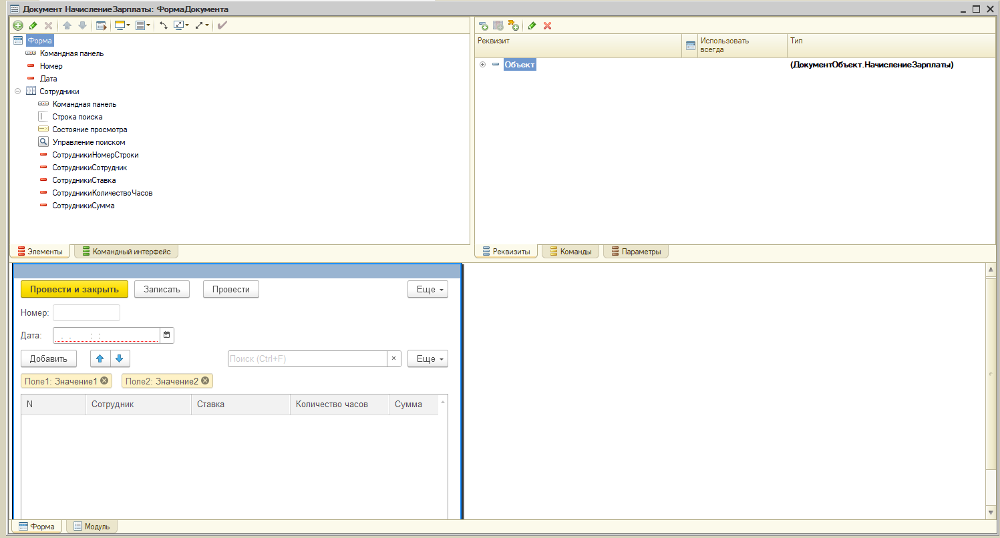 Документ НачислениеЗарплаты: ФормаДокумента
Форма
Командная панель
Номер
Дата
Сотрудники
Командная панель
Строка поиска
Состояние просмотра
Управление поиском
СотрудникиНомерСтроки
СотрудникиСотрудник
СотрудникиСтавка
СотрудникиКоличествоЧасов
СотрудникиСумма
Элементы Командный интерфейс
Реквизит Использовать всегда Тип
Объект (ДокументОбъект.НачислениеЗарплаты)
Реквизиты Команды Параметры
Провести и закрыть Записать Провести Еще
Номер:
Дата: . . : :
Добавить Поиск (Ctrl+F) × Еще
Поле1: Значение1 Поле2: Значение2
N Сотрудник Ставка Количество часов Сумма
Форма Модуль